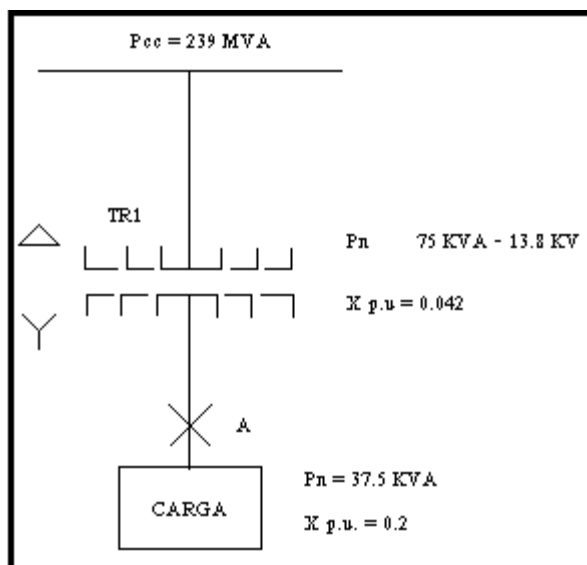 Pcc = 239 MVA
TR1
Pn 75 KVA - 13.8 KV
X p.u = 0.042
A
Pn = 37.5 KVA
CARGA
X p.u. = 0.2